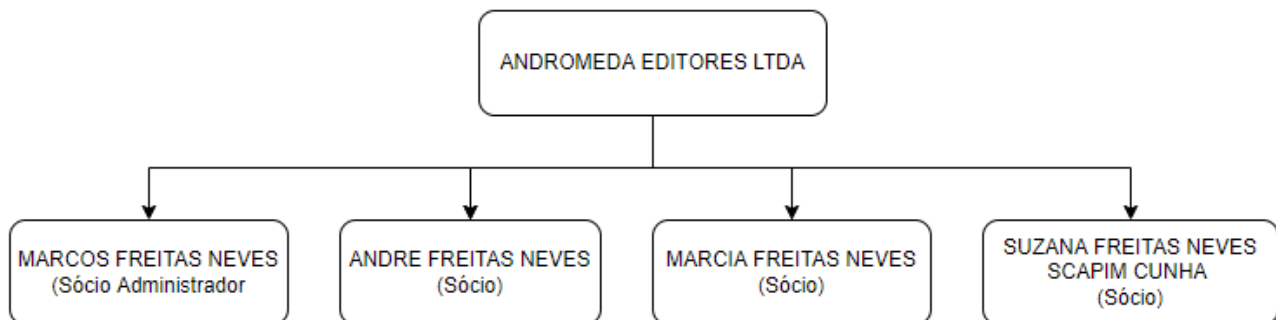 ANDROMEDA EDITORES LTDA
MARCOS FREITAS NEVES
(Sócio Administrador
ANDRE FREITAS NEVES
(Sócio)
MARCIA FREITAS NEVES
(Sócio)
SUZANA FREITAS NEVES
SCAPIM CUNHA
(Sócio)